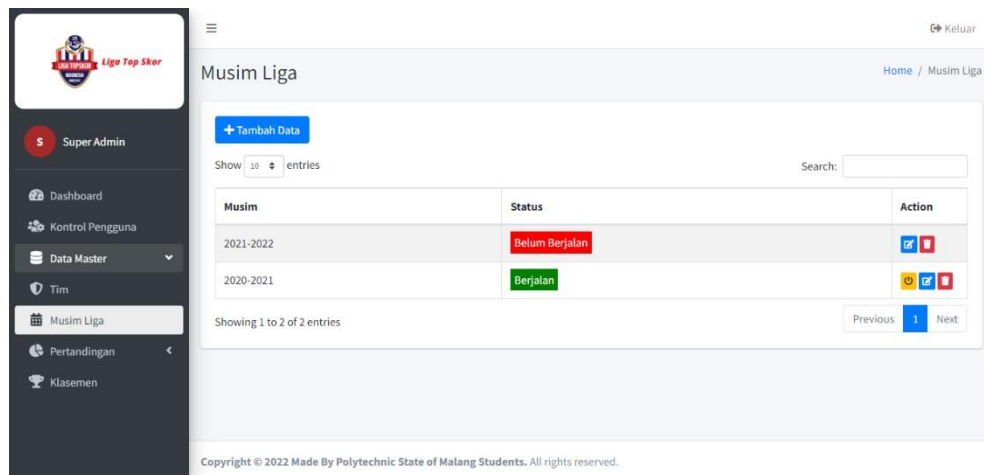 LIGA TOPSKOR
INDONESIA
Liga Top Skor
Keluar
Musim Liga
Home / Musim Liga
S Super Admin
Tambah Data
Show 10 entries
Search:
Dashboard
Kontrol Pengguna
Data Master
Tim
Musim Liga
Pertandingan
Klasemen
Musim Status Action
2021-2022 Belum Berjalan
2020-2021 Berjalan
Showing 1 to 2 of 2 entries
Previous 1 Next
Copyright © 2022 Made By Polytechnic State of Malang Students. All rights reserved.